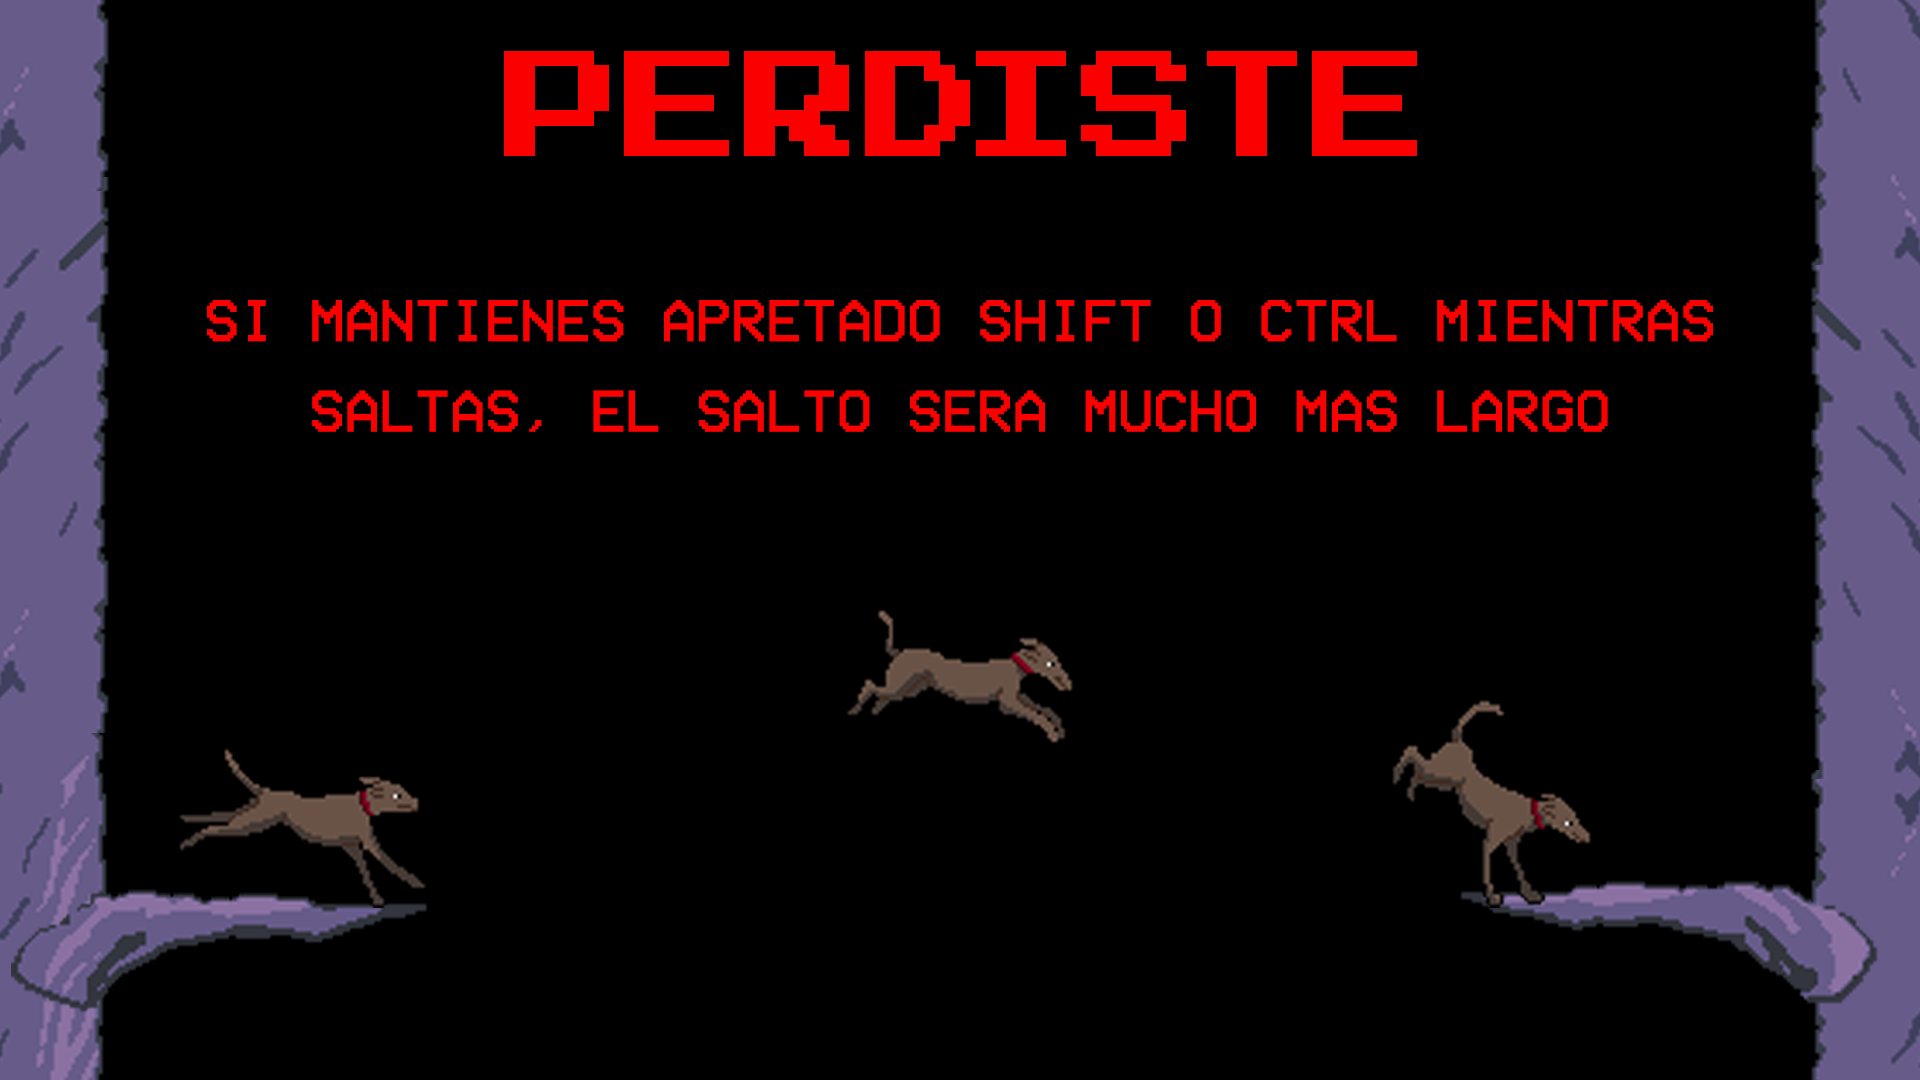 PERDISTE
SI MANTIENES APRETADO SHIFT O CTRL MIENTRAS
SALTAS, EL SALTO SERA MUCHO MAS LARGO